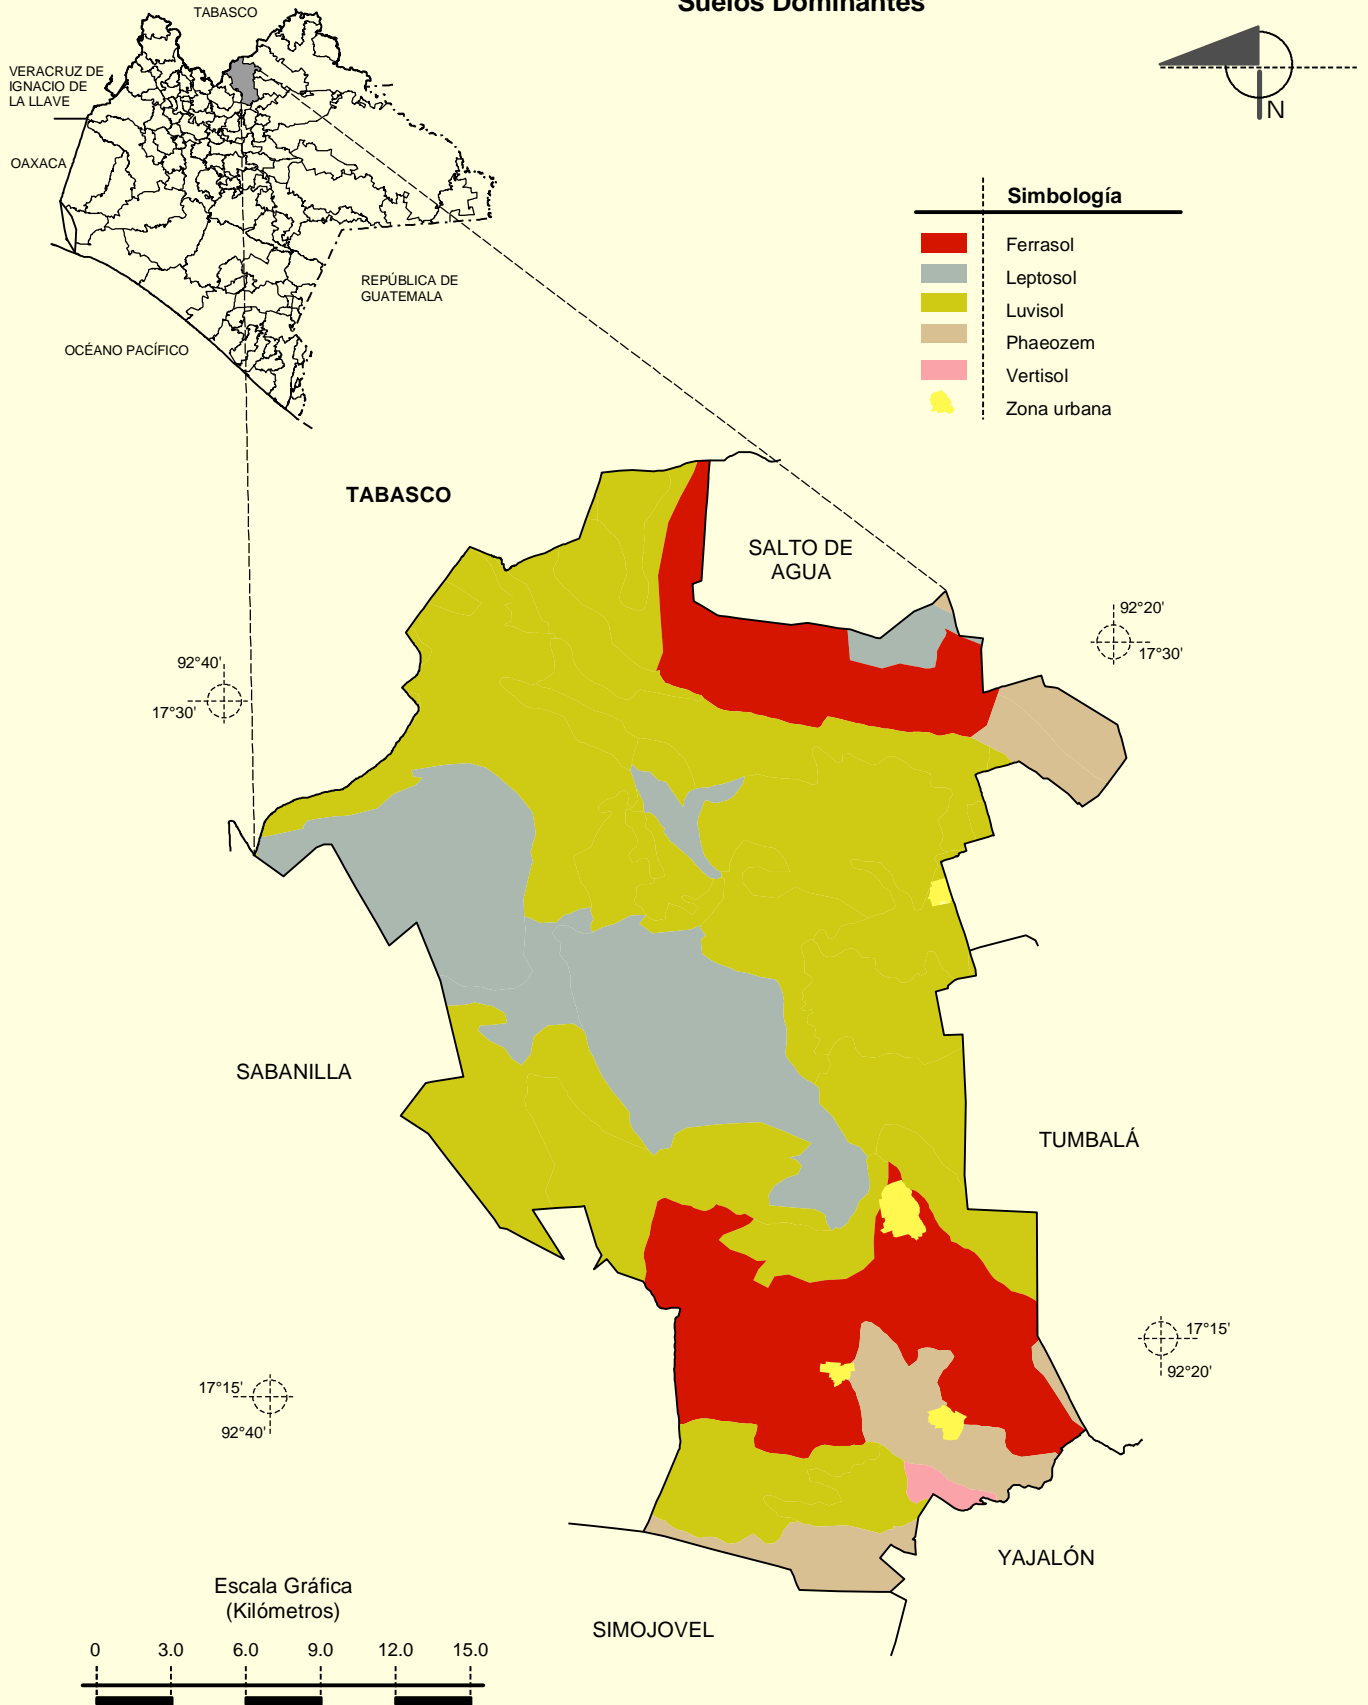 Suelos Dominantes
TABASCO
VERACRUZ DE
IGNACIO DE
LA LLAVE
OAXACA
REPÚBLICA DE
GUATEMALA
OCÉANO PACÍFICO
N
Simbología
Ferrasol
Leptosol
Luvisol
Phaeozem
Vertisol
Zona urbana
TABASCO
SALTO DE
AGUA
92°20'
17°30'
92°40'
17°30'
SABANILLA
TUMBALÁ
17°15'
92°20'
17°15'
92°40'
YAJALÓN
SIMOJOVEL
Escala Gráfica
(Kilómetros)
0 3.0 6.0 9.0 12.0 15.0